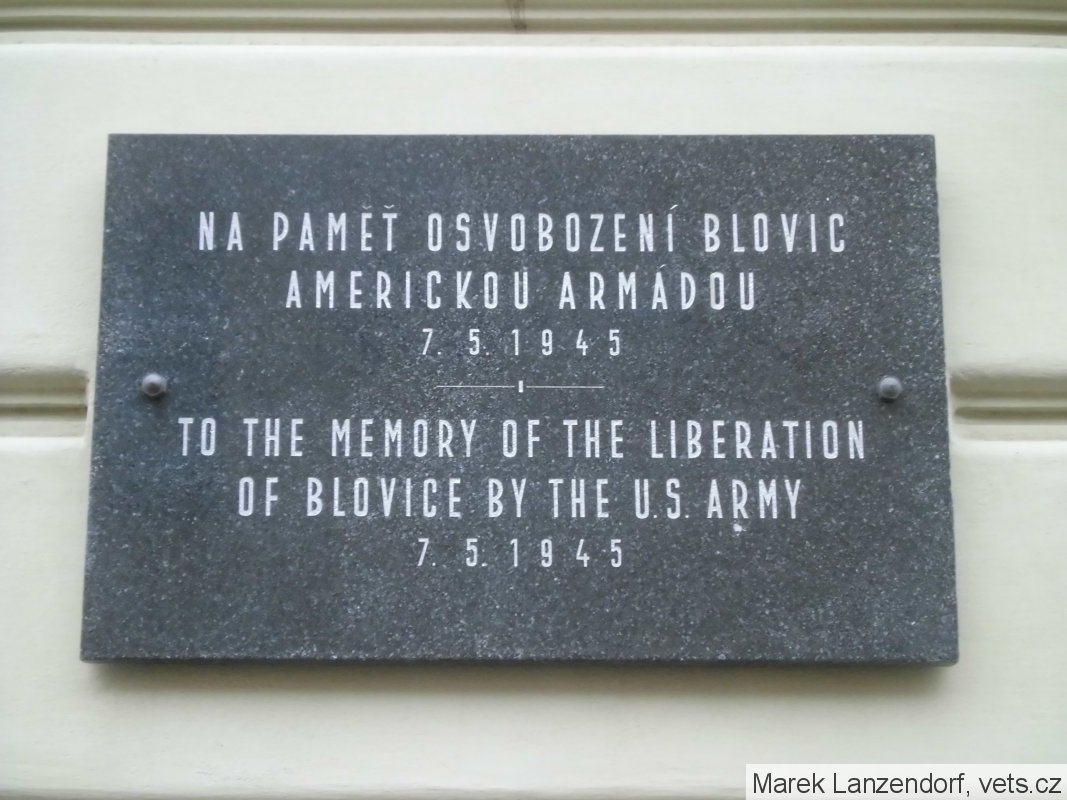 NA PAMĚŤ OSVOBOZENÍ BLOVIC
AMERICKOU ARMÁDOU
7. 5. 1945
TO THE MEMORY OF THE LIBERATION
OF BLOVICE BY THE U.S. ARMY
7. 5. 1945
Marek Lanzendorf, vets.cz